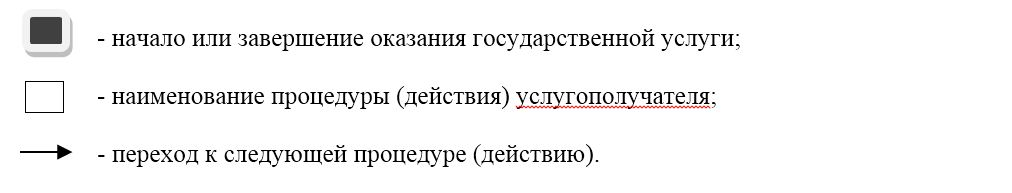 - начало или завершение оказания государственной услуги;
- наименование процедуры (действия) услугополучателя;
- переход к следующей процедуре (действию).